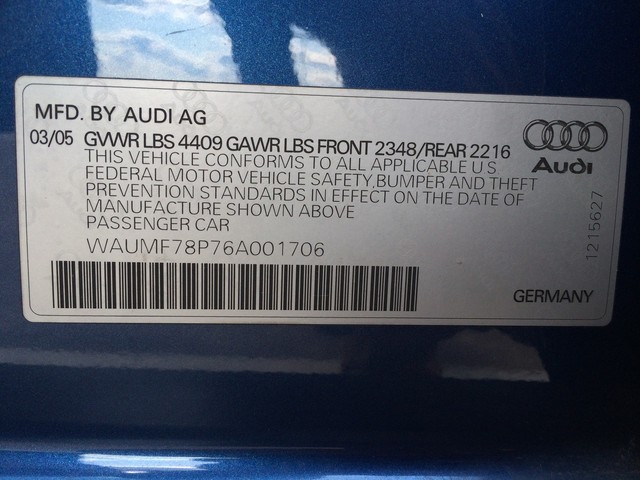 MFD. BY AUDI AG
03/05 GVWR LBS 4409 GAWR LBS FRONT 2348/REAR 2216
THIS VEHICLE CONFORMS TO ALL APPLICABLE U S
FEDERAL MOTOR VEHICLE SAFETY, BUMPER AND THEFT
PREVENTION STANDARDS IN EFFECT ON THE DATE OF
MANUFACTURE SHOWN ABOVE
PASSENGER CAR
WAUMF78P76A001706
Audi
1215627
GERMANY